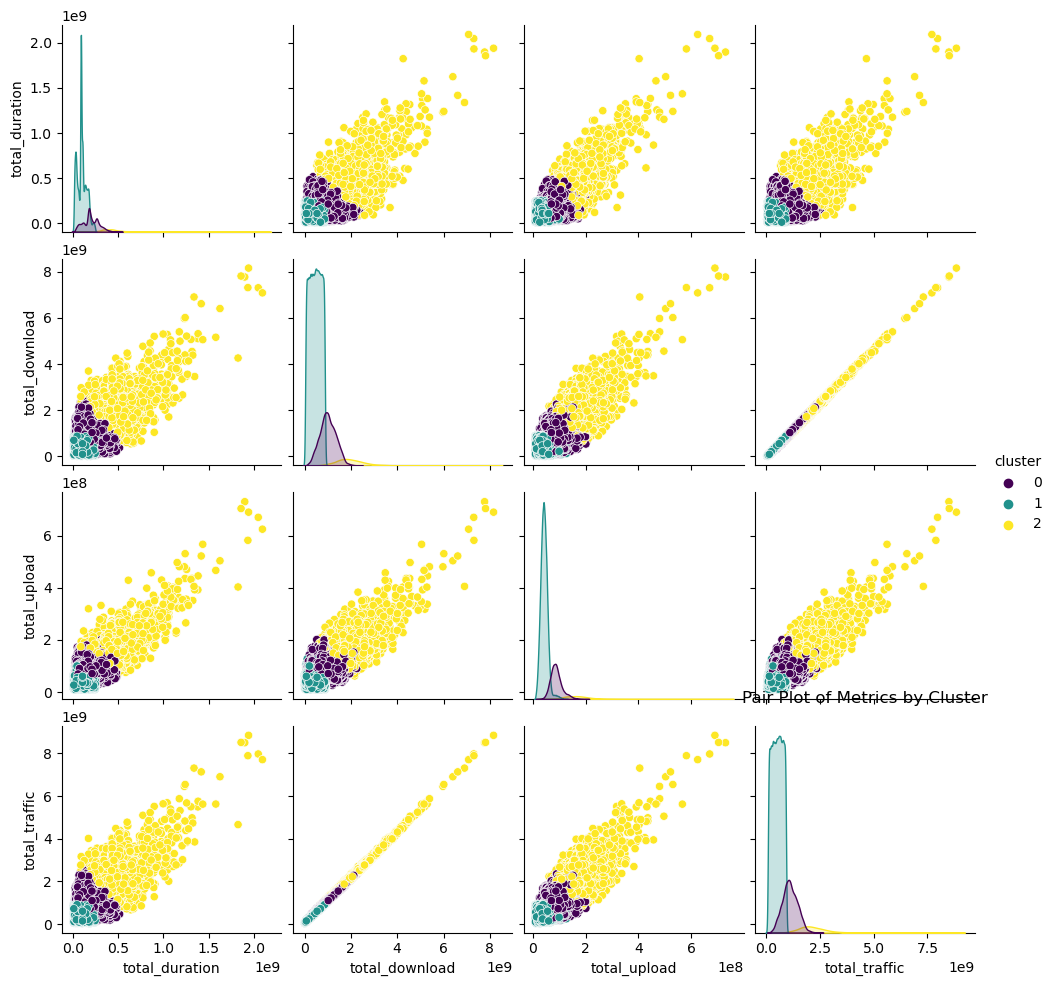 1e9
total_duration
2.0
1.5
1.0
0.5
0.0
1e9
total_download
8
6
4
2
0
cluster
0
1
2
1e8
total_upload
6
4
2
0
Pair Plot of Metrics by Cluster
1e9
total_traffic
8
6
4
2
0
0.0 0.5 1.0 1.5 2.0 0 2 4 6 8 0 2 4 6 0.0 2.5 5.0 7.5
total_duration 1e9 total_download 1e9 total_upload 1e8 total_traffic 1e9